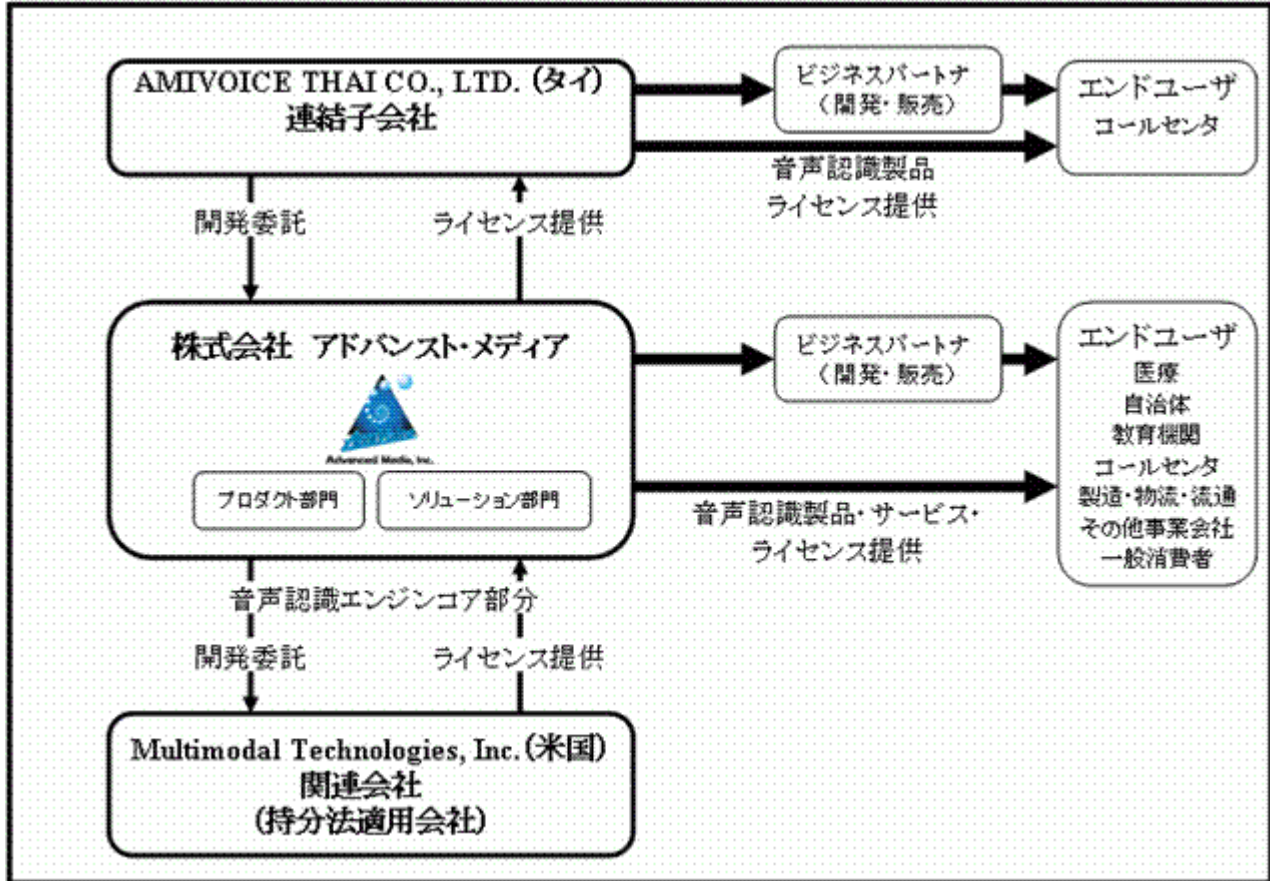 AMIVOICE THAI CO., LTD. (タイ)
連結子会社
ビジネスパートナ
(開発・販売)
エンドユーザ
コールセンタ
音声認識製品
ライセンス提供
開発委託
ライセンス提供
株式会社 アドバンスト・メディア
Advanced Media, Inc.
プロダクト部門
ソリューション部門
ビジネスパートナ
(開発・販売)
エンドユーザ
医療
自治体
教育機関
コールセンタ
製造・物流・流通
その他事業会社
一般消費者
音声認識製品・サービス・
ライセンス提供
音声認識エンジンコア部分
開発委託
ライセンス提供
Multimodal Technologies, Inc. (米国)
関連会社
(持分法適用会社)